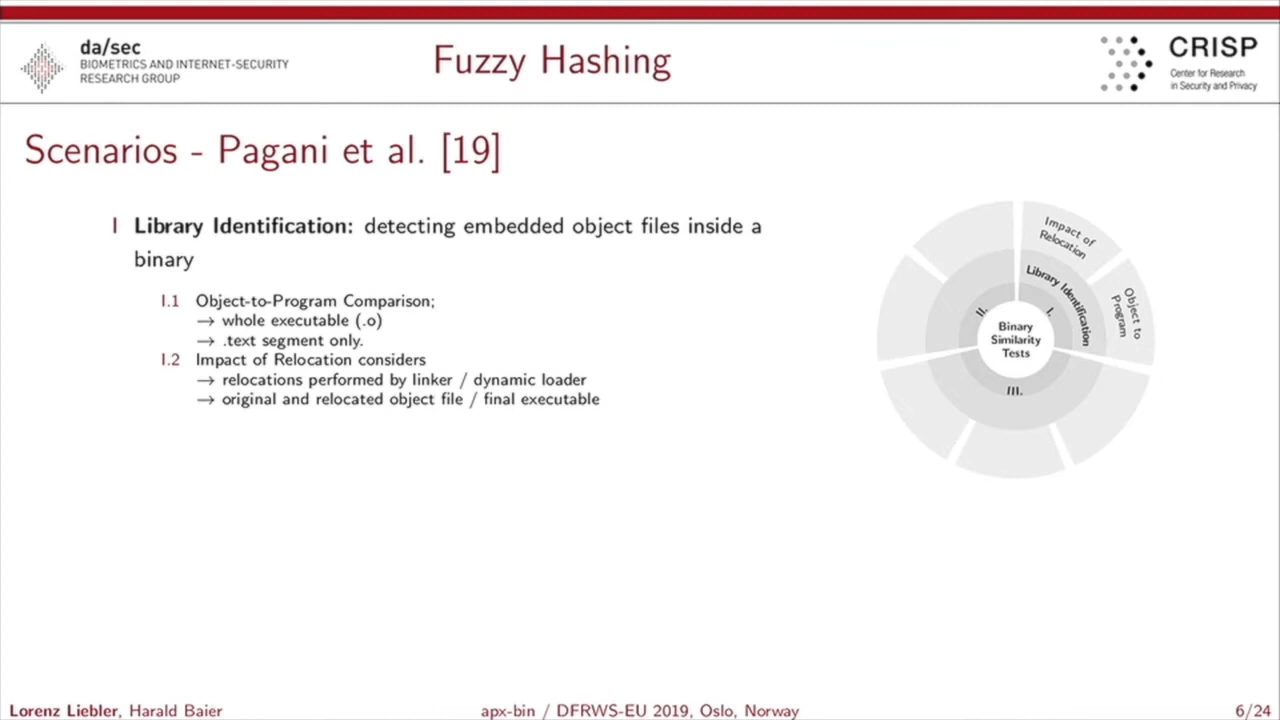 da/sec
BIOMETRICS AND INTERNET-SECURITY
RESEARCH GROUP
Fuzzy Hashing
CRISP
Center for Research
in Security and Privacy
Scenarios - Pagani et al. [19]
I Library Identification: detecting embedded object files inside a
binary
I.1 Object-to-Program Comparison;
→ whole executable (.o)
→ .text segment only.
I.2 Impact of Relocation considers
→ relocations performed by linker / dynamic loader
→ original and relocated object file / final executable
Impact of
Relocation
Library Identification
Object to
Program
II.
I.
Binary
Similarity
Tests
III.
Lorenz Liebler, Harald Baier
apx-bin / DFRWS-EU 2019, Oslo, Norway
6/24